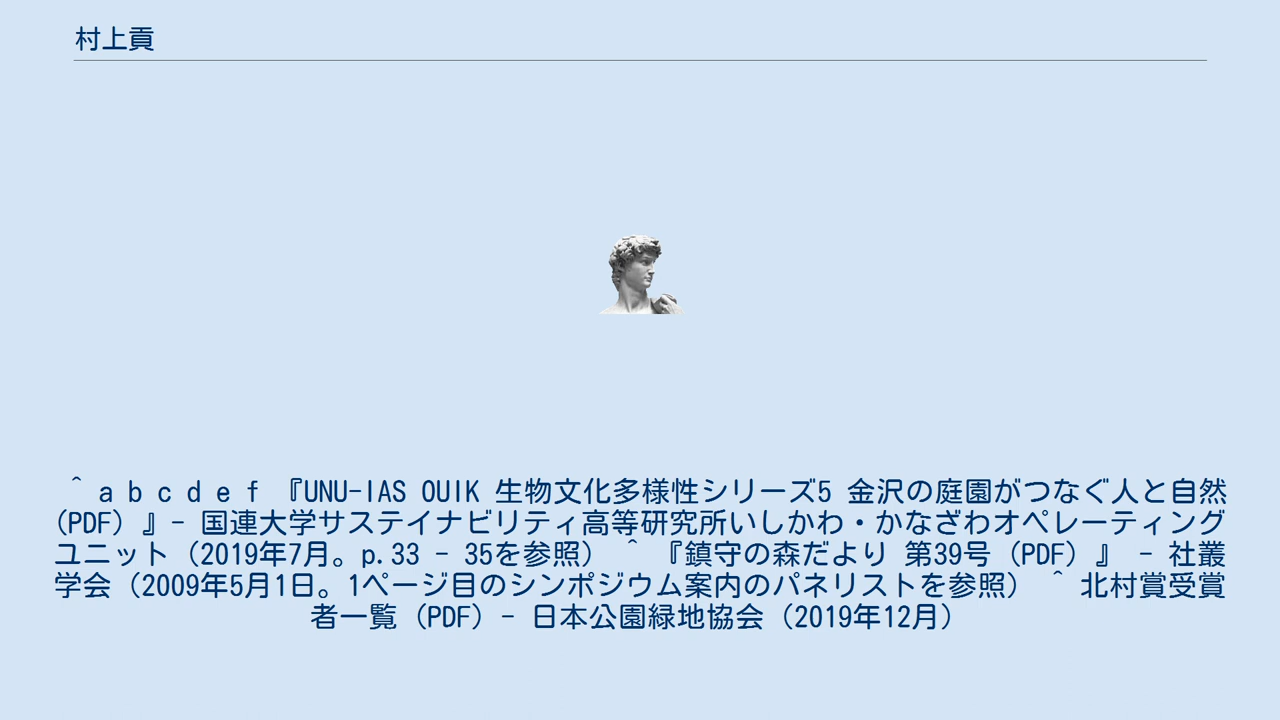 村上貢
^ a b c d e f 『UNU-IAS OUIK 生物文化多様性シリーズ5 金沢の庭園がつなぐ人と自然
(PDF) 』- 国連大学サステイナビリティ高等研究所いしかわ・かなざわオペレーティング
ユニット（2019年7月。p.33 - 35を参照） ^ 『鎮守の森だより 第39号（PDF）』 - 社叢
学会（2009年5月1日。1ページ目のシンポジウム案内のパネリストを参照） ^ 北村賞受賞
者一覧（PDF）- 日本公園緑地協会（2019年12月）